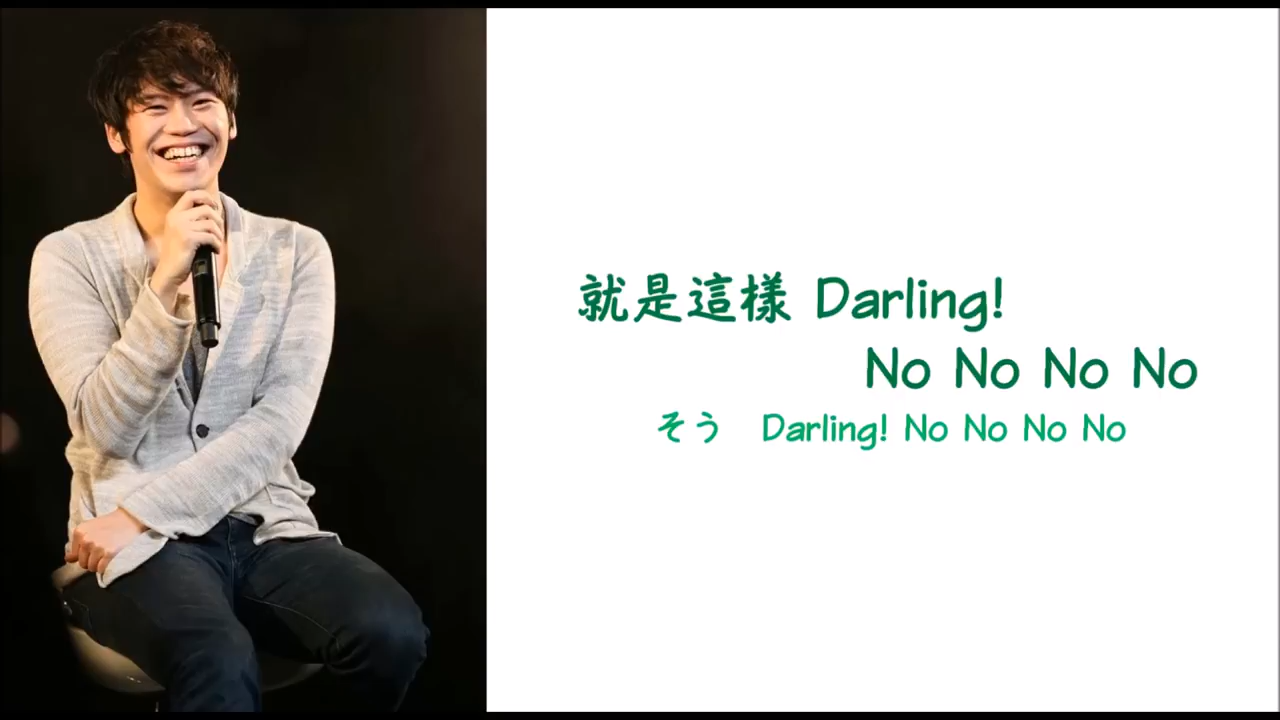 就是這樣 Darling!
No No No No
そう　Darling! No No No No